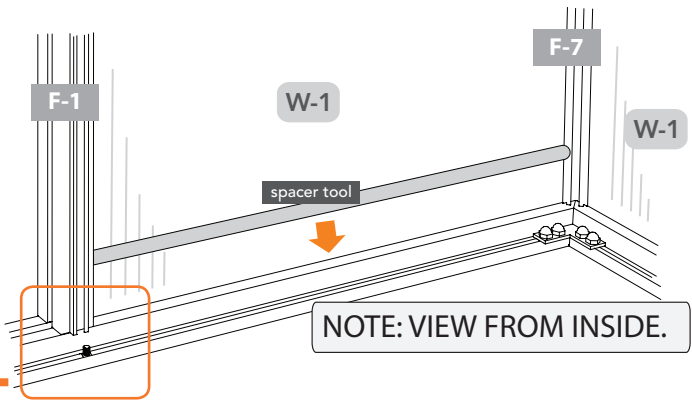 F-7
F-1
W-1
W-1
spacer tool
NOTE: VIEW FROM INSIDE.